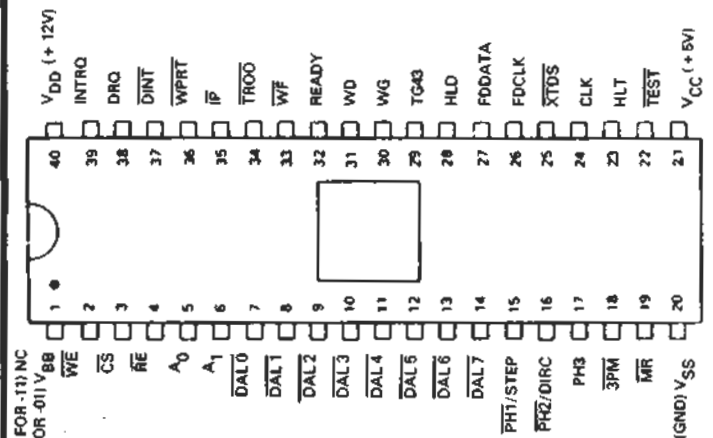 FOR -11) NC
OR -01) V BB
WE
CS
RE
A0
A1
DAL0
DAL1
DAL2
DAL3
DAL4
DAL5
DAL6
DAL7
PH1/STEP
PH2/DIRC
PH3
3PM
MR
(GND) VSS
1
2
3
4
5
6
7
8
9
10
11
12
13
14
15
16
17
18
19
20
40
39
38
37
36
35
34
33
32
31
30
29
28
27
26
25
24
23
22
21
VDD (+ 12V)
INTRQ
DRQ
DINT
WPRT
IP
TROO
WF
READY
WD
WG
TG43
HLD
FDDATA
FDCLK
XTDS
CLK
HLT
TEST
VCC (+ 5V)